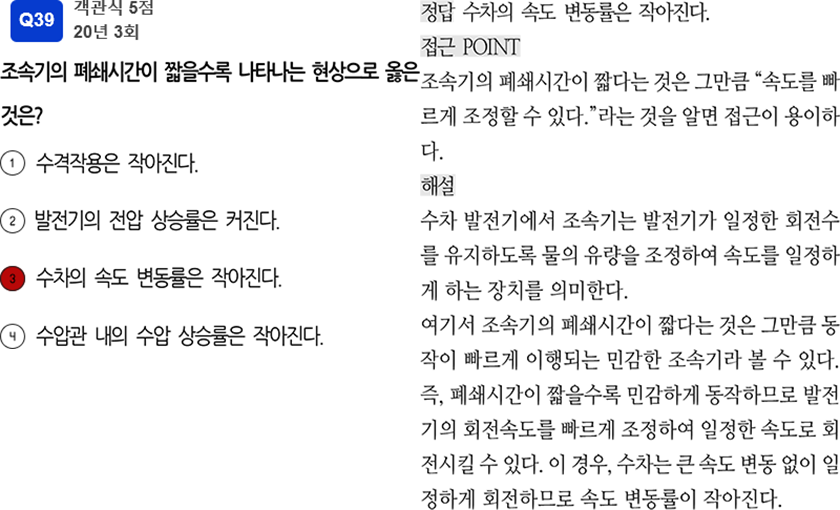 Q39
객관식 5점
20년 3회
조속기의 폐쇄시간이 짧을수록 나타나는 현상으로 옳은
것은?
1 수격작용은 작아진다.
2 발전기의 전압 상승률은 커진다.
3 수차의 속도 변동률은 작아진다.
4 수압관 내의 수압 상승률은 작아진다.
정답 수차의 속도 변동률은 작아진다.
접근 POINT
조속기의 폐쇄시간이 짧다는 것은 그만큼 “속도를 빠
르게 조정할 수 있다.”라는 것을 알면 접근이 용이하
다.
해설
수차 발전기에서 조속기는 발전기가 일정한 회전수
를 유지하도록 물의 유량을 조정하여 속도를 일정하
게 하는 장치를 의미한다.
여기서 조속기의 폐쇄시간이 짧다는 것은 그만큼 동
작이 빠르게 이행되는 민감한 조속기라 볼 수 있다.
즉, 폐쇄시간이 짧을수록 민감하게 동작하므로 발전
기의 회전속도를 빠르게 조정하여 일정한 속도로 회
전시킬 수 있다. 이 경우, 수차는 큰 속도 변동 없이 일
정하게 회전하므로 속도 변동률이 작아진다.